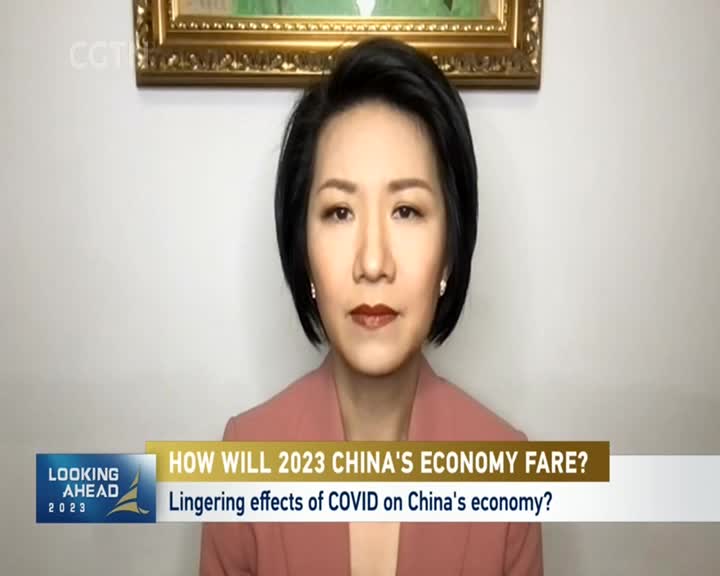 CGTN
HOW WILL 2023 CHINA'S ECONOMY FARE?
LOOKING
AHEAD
2023
Lingering effects of COVID on China's economy?